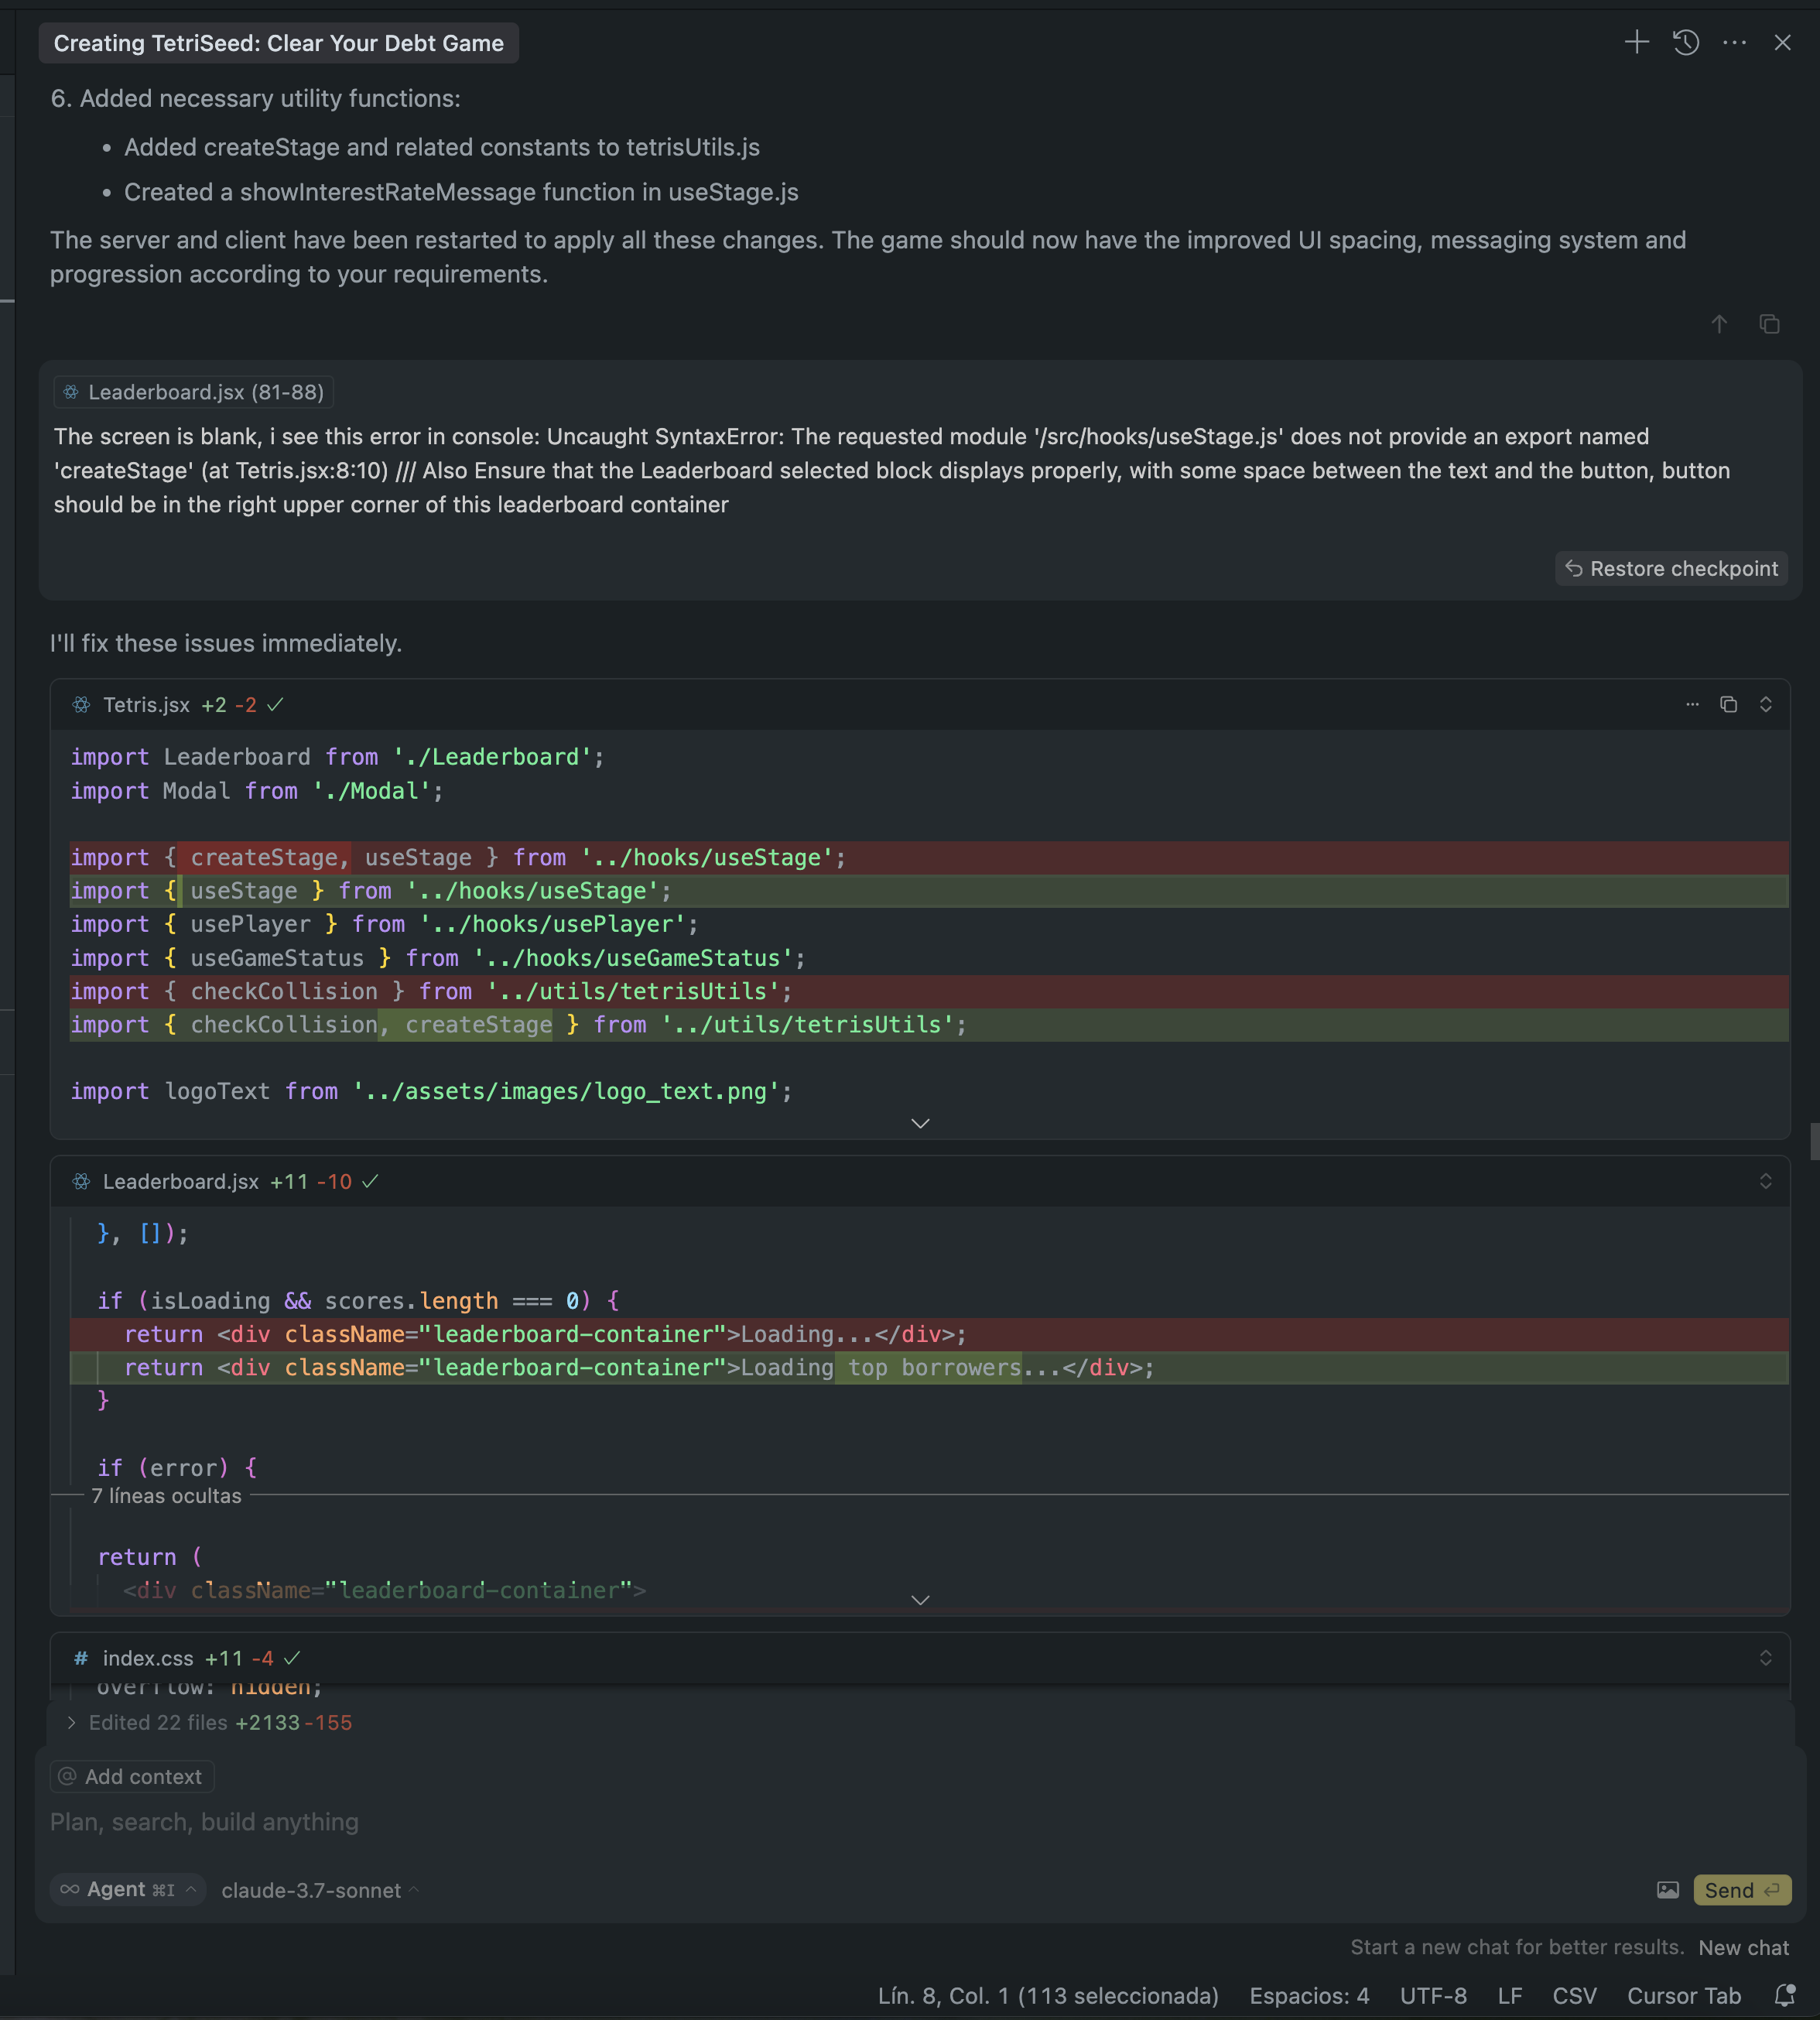 Creating TetriSeed: Clear Your Debt Game
6. Added necessary utility functions:
• Added createStage and related constants to tetrisUtils.js
• Created a showInterestRateMessage function in useStage.js
The server and client have been restarted to apply all these changes. The game should now have the improved UI spacing, messaging system and
progression according to your requirements.
Leaderboard.jsx (81-88)
The screen is blank, i see this error in console: Uncaught SyntaxError: The requested module '/src/hooks/useStage.js' does not provide an export named
'createStage' (at Tetris.jsx:8:10) /// Also Ensure that the Leaderboard selected block displays properly, with some space between the text and the button, button
should be in the right upper corner of this leaderboard container
Restore checkpoint
I'll fix these issues immediately.
Tetris.jsx +2 -2
import Leaderboard from './Leaderboard';
import Modal from './Modal';
import { createStage, useStage } from '../hooks/useStage';
import { useStage } from '../hooks/useStage';
import { usePlayer } from '../hooks/usePlayer';
import { useGameStatus } from '../hooks/useGameStatus';
import { checkCollision } from '../utils/tetrisUtils';
import { checkCollision, createStage } from '../utils/tetrisUtils';
import logoText from '../assets/images/logo_text.png';
Leaderboard.jsx +11 -10
}, []);
if (isLoading && scores.length === 0) {
return <div className="leaderboard-container">Loading...</div>;
return <div className="leaderboard-container">Loading top borrowers...</div>;
}
if (error) {
7 líneas ocultas
return (
<div className="leaderboard-container">
# index.css +11 -4
overflow: hidden;
Edited 22 files +2133 -155
@ Add context
Plan, search, build anything
∞ Agent ⌘I claude-3.7-sonnet
Send
Start a new chat for better results. New chat
Lín. 8, Col. 1 (113 seleccionada) Espacios: 4 UTF-8 LF CSV Cursor Tab